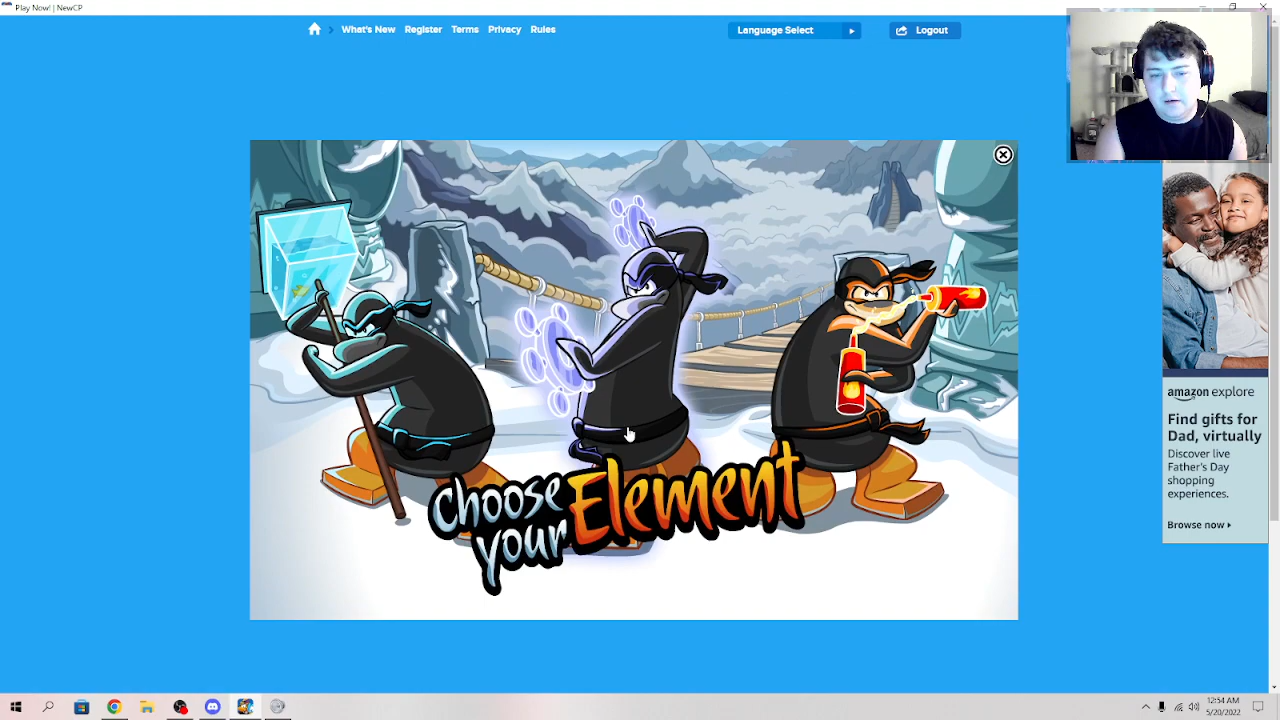 Play Now! | NewCP
What's New Register Terms Privacy Rules
Language Select
Logout
Choose
your Element
amazon explore
Find gifts for
Dad, virtually
Discover live
Father's Day
shopping
experiences.
Browse now
12:54 AM
5/20/2022